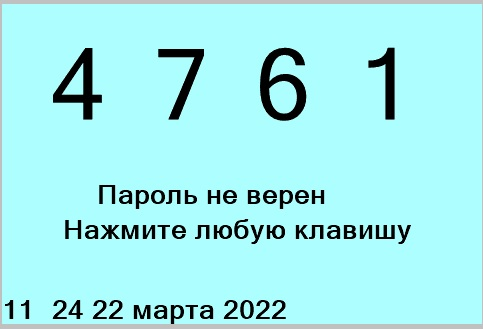 4 7 6 1
Пароль не верен
Нажмите любую клавишу
11 24 22 марта 2022